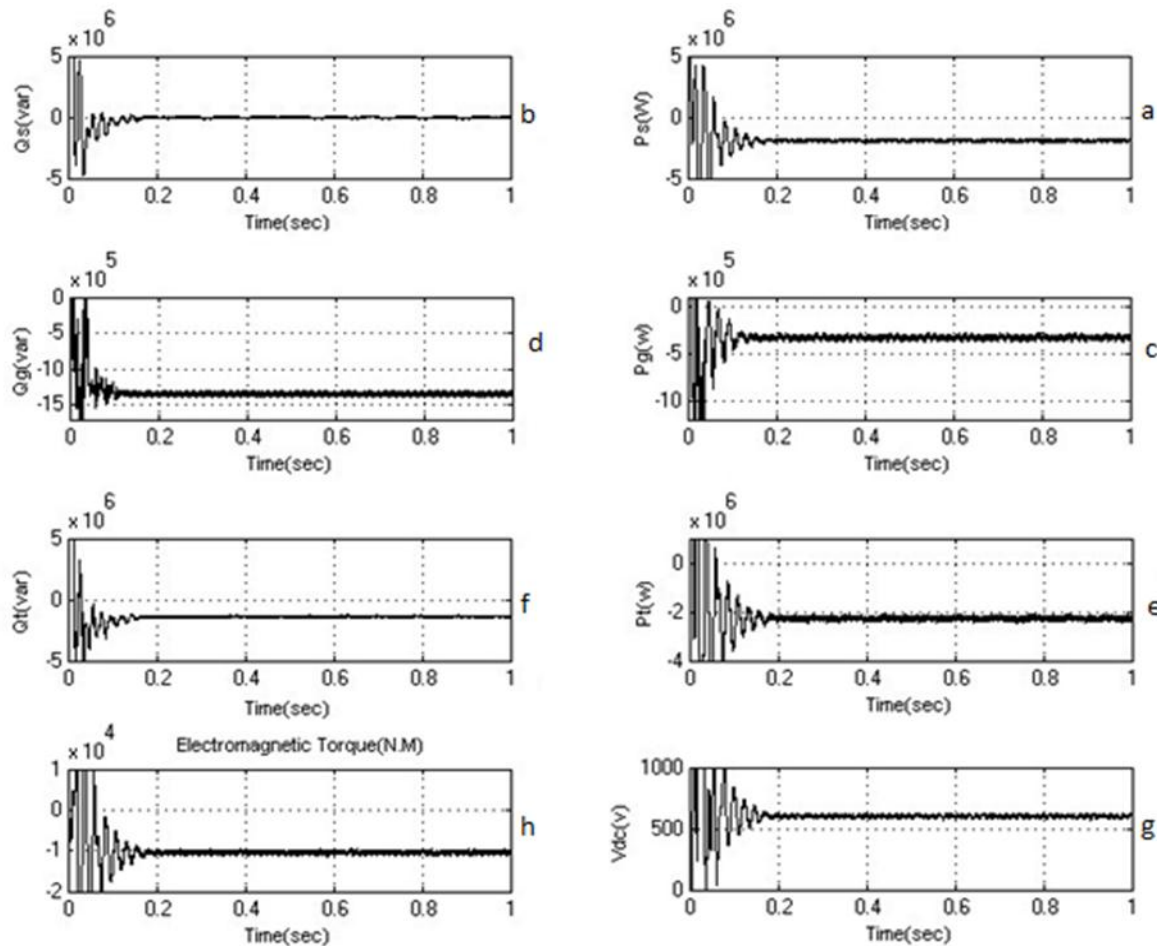 × 10^6
5
0
-5
Qs(var)
0 0.2 0.4 0.6 0.8 1
Time(sec)
b
× 10^6
5
0
-5
Ps(W)
0 0.2 0.4 0.6 0.8 1
Time(sec)
a
× 10^5
0
-5
-10
-15
Qg(var)
0 0.2 0.4 0.6 0.8 1
Time(sec)
d
× 10^5
0
-5
-10
Pg(w)
0 0.2 0.4 0.6 0.8 1
Time(sec)
c
× 10^6
5
0
-5
Qt(var)
0 0.2 0.4 0.6 0.8 1
Time(sec)
f
× 10^6
0
-2
-4
Pt(w)
0 0.2 0.4 0.6 0.8 1
Time(sec)
e
× 10^4
Electromagnetic Torque(N.M)
1
0
-1
-2
0 0.2 0.4 0.6 0.8 1
Time(sec)
h
1000
500
0
Vdc(v)
0 0.2 0.4 0.6 0.8 1
Time(sec)
g